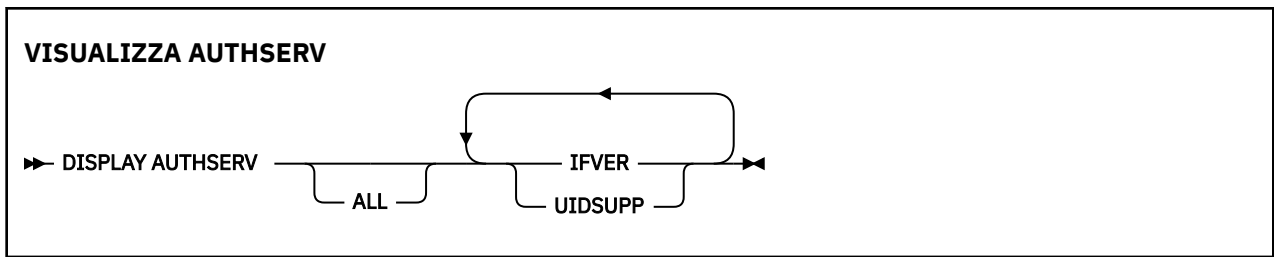 VISUALIZZA AUTHSERV
DISPLAY AUTHSERV
ALL
IFVER
UIDSUPP